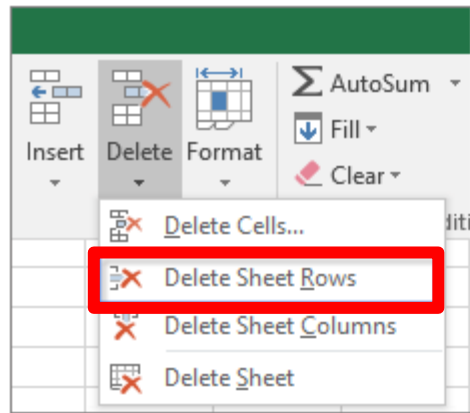 AutoSum
Fill
Clear
Insert
Delete
Format
Delete Cells...
Delete Sheet Rows
Delete Sheet Columns
Delete Sheet